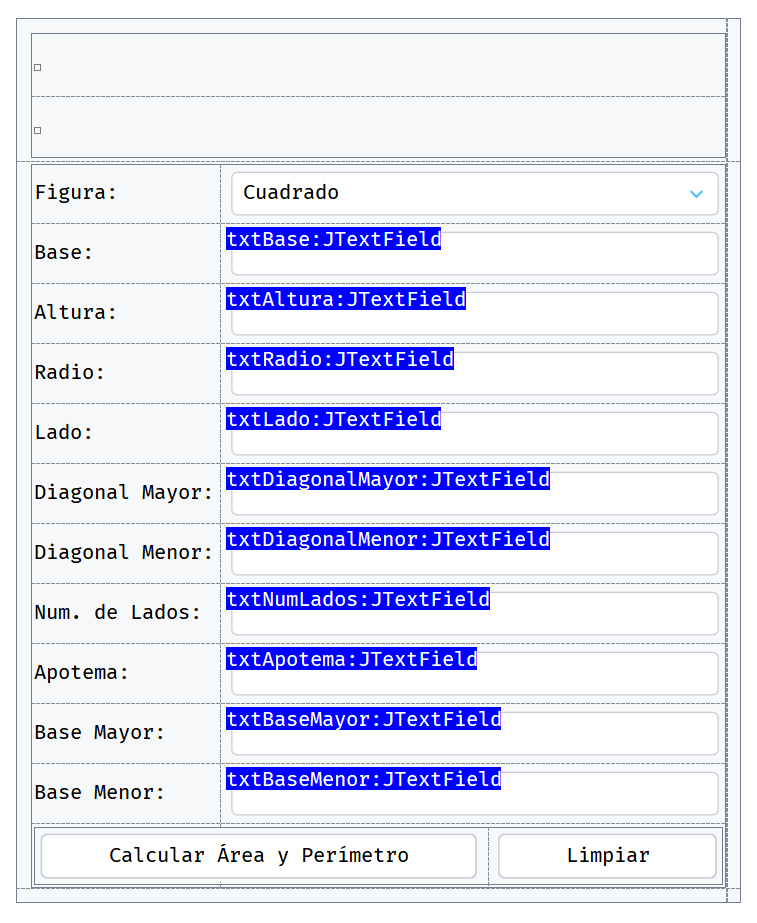 Figura: Cuadrado
Base: txtBase:JTextField
Altura: txtAltura:JTextField
Radio: txtRadio:JTextField
Lado: txtLado:JTextField
Diagonal Mayor: txtDiagonalMayor:JTextField
Diagonal Menor: txtDiagonalMenor:JTextField
Num. de Lados: txtNumLados:JTextField
Apotema: txtApotema:JTextField
Base Mayor: txtBaseMayor:JTextField
Base Menor: txtBaseMenor:JTextField
Calcular Área y Perímetro Limpiar